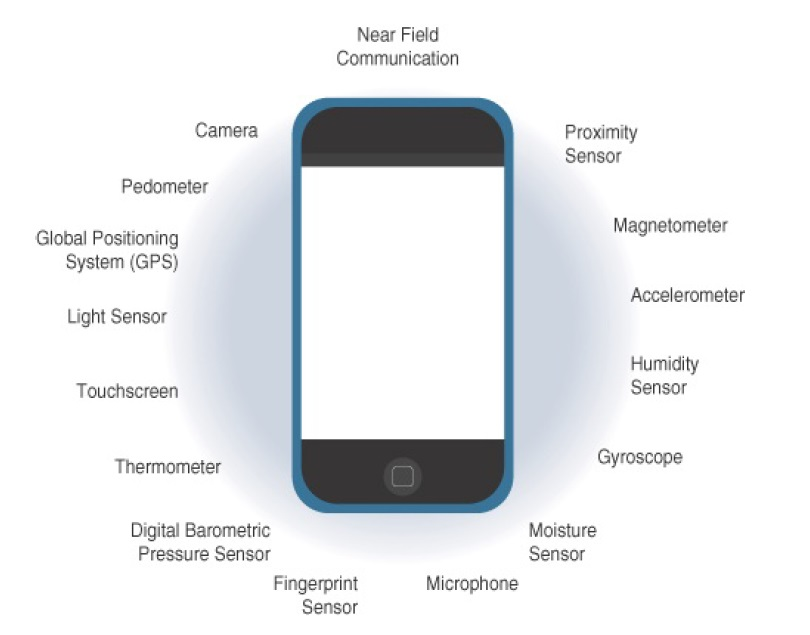 Near Field
Communication
Camera
Proximity
Sensor
Pedometer
Magnetometer
Global Positioning
System (GPS)
Accelerometer
Light Sensor
Humidity
Sensor
Touchscreen
Gyroscope
Thermometer
Digital Barometric
Pressure Sensor
Moisture
Sensor
Fingerprint
Sensor
Microphone